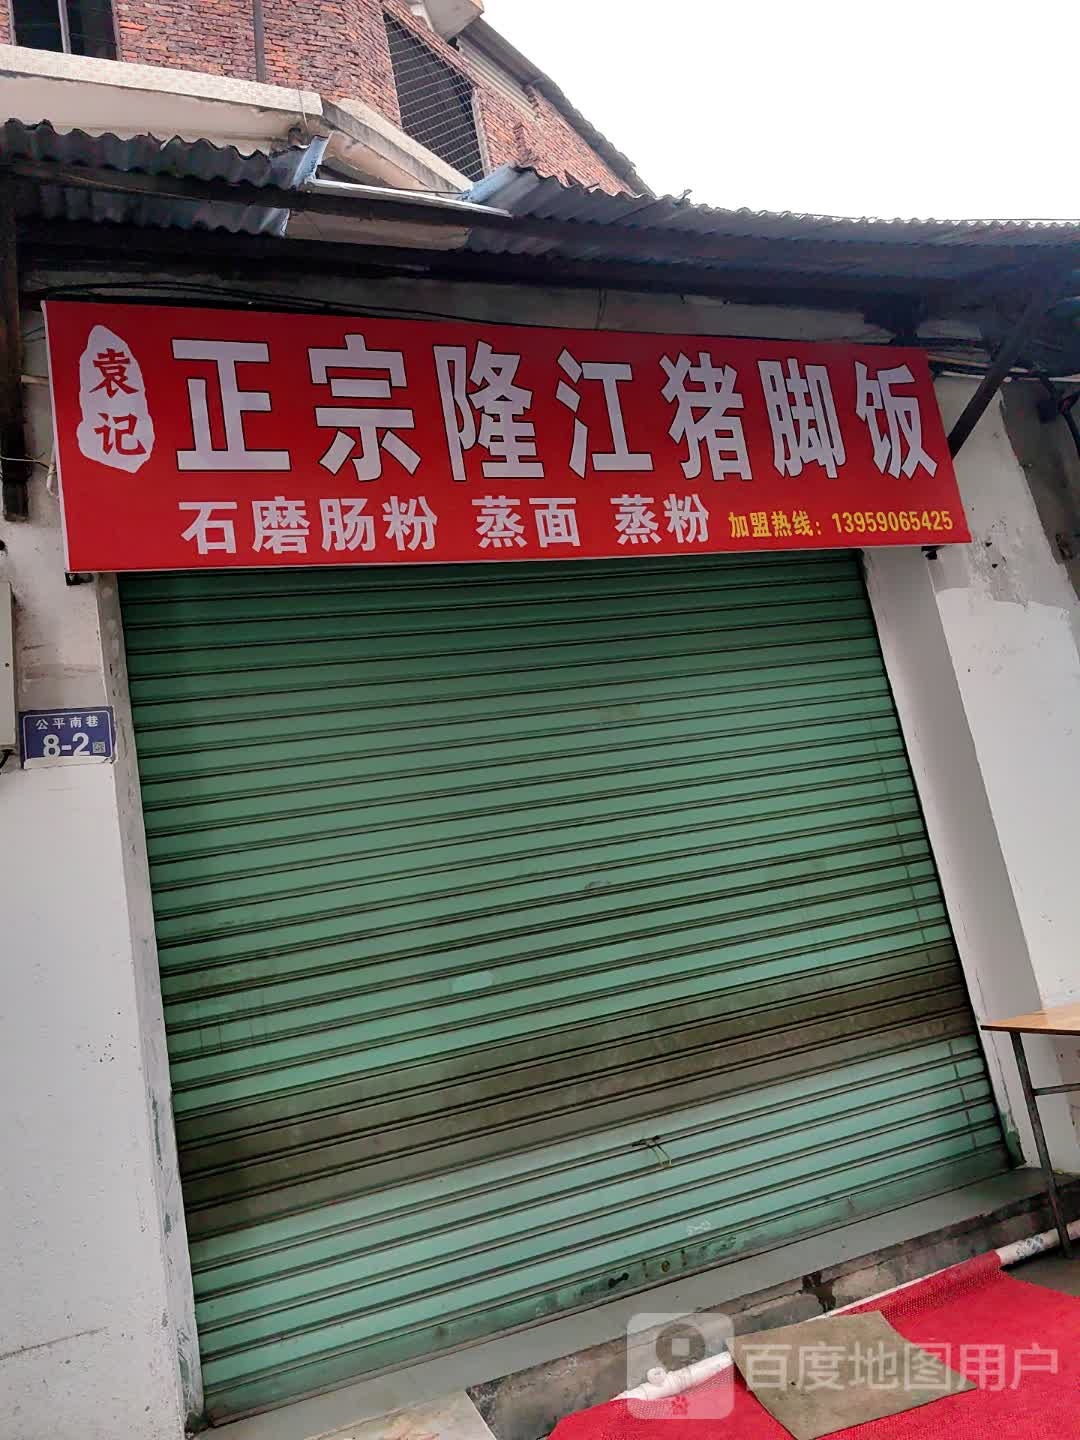 袁记
正宗隆江猪脚饭
石磨肠粉 蒸面 蒸粉 加盟热线：13959065425
公平南巷
8-2
百度地图用户